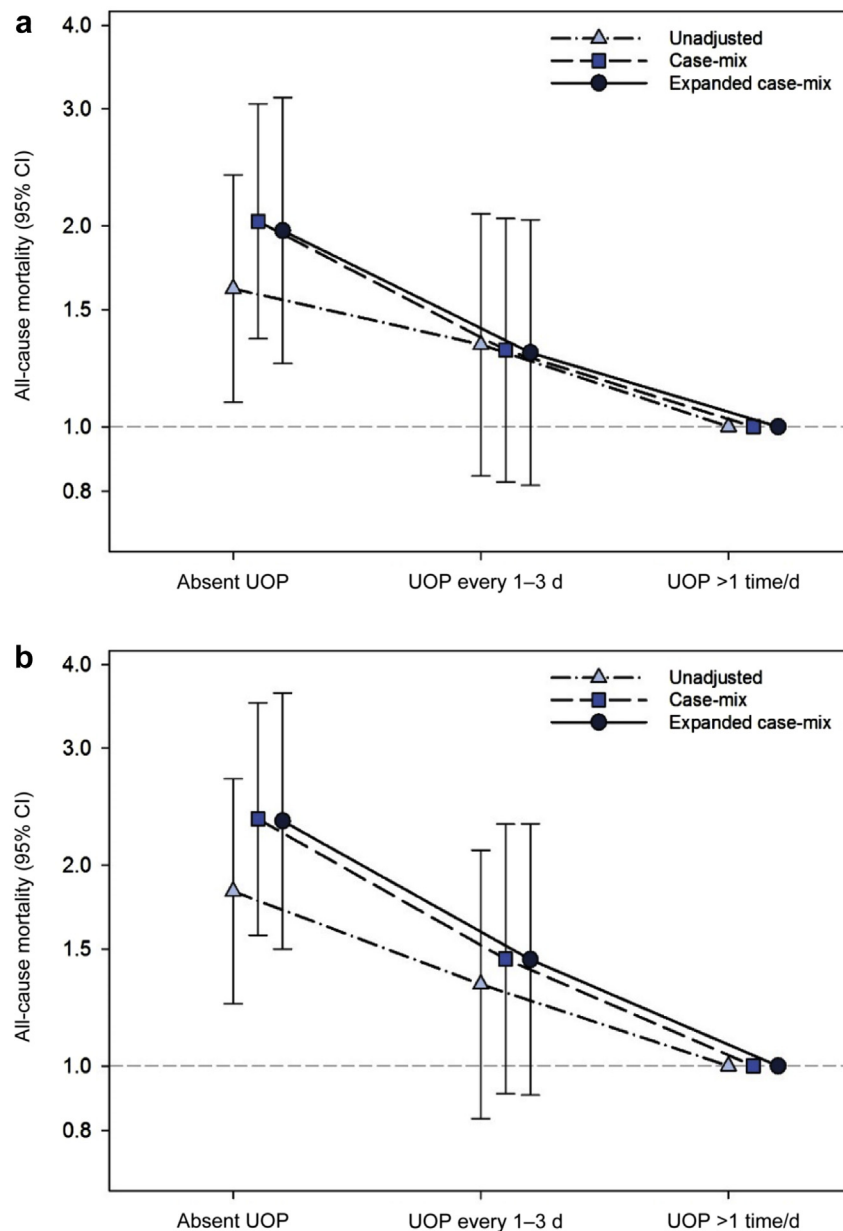 a
4.0
3.0
2.0
1.5
1.0
0.8
All-cause mortality (95% CI)
Unadjusted
Case-mix
Expanded case-mix
Absent UOP
UOP every 1–3 d
UOP >1 time/d
b
4.0
3.0
2.0
1.5
1.0
0.8
All-cause mortality (95% CI)
Unadjusted
Case-mix
Expanded case-mix
Absent UOP
UOP every 1–3 d
UOP >1 time/d